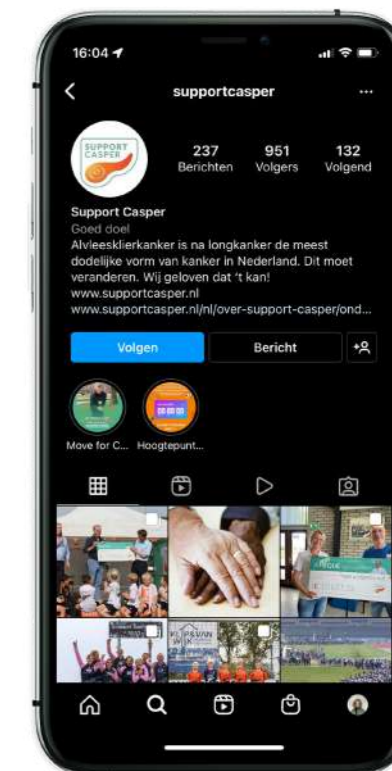 16:04
supportcasper
SUPPORT
CASPER
237
951
132
Berichten
Volgers
Volgend
Support Casper
Goed doel
Alvleesklierkanker is na longkanker de meest
dodelijke vorm van kanker in Nederland. Dit moet
veranderen. Wij geloven dat 't kan!
www.supportcasper.nl
www.supportcasper.nl/nl/over-support-casper/ond...
Volgen
Bericht
Move for C...
Hoogtepunt...